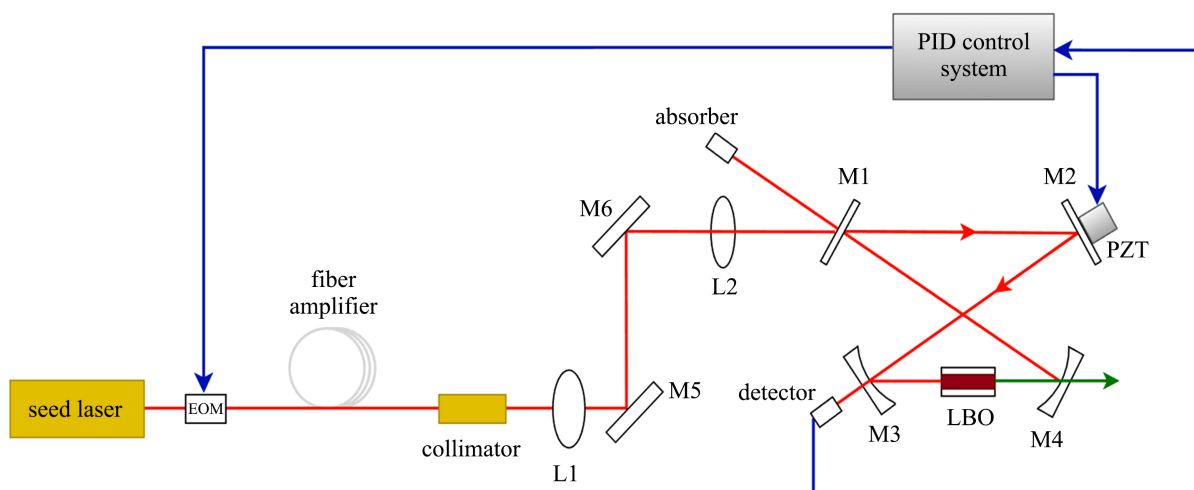 PID control
system
absorber
M1
M2
M6
PZT
L2
fiber
amplifier
M5
detector
seed laser
EOM
collimator
L1
M3
LBO
M4